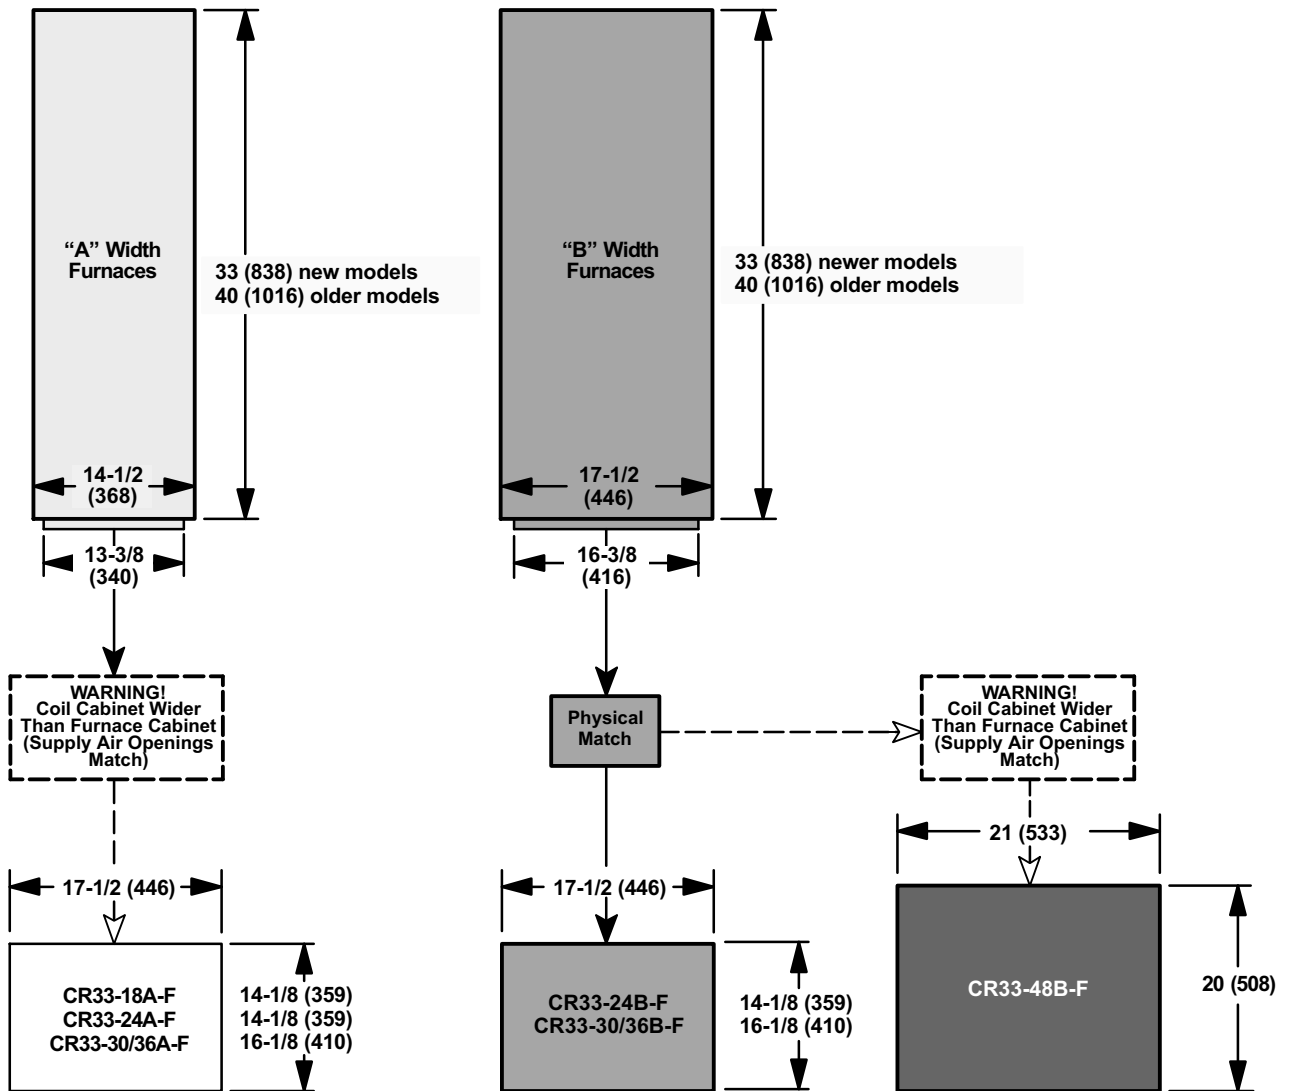 “A” Width
Furnaces
33 (838) new models
40 (1016) older models
14-1/2
(368)
13-3/8
(340)
WARNING!
Coil Cabinet Wider
Than Furnace Cabinet
(Supply Air Openings
Match)
17-1/2 (446)
CR33-18A-F
CR33-24A-F
CR33-30/36A-F
14-1/8 (359)
14-1/8 (359)
16-1/8 (410)
“B” Width
Furnaces
33 (838) newer models
40 (1016) older models
17-1/2
(446)
16-3/8
(416)
Physical
Match
17-1/2 (446)
CR33-24B-F
CR33-30/36B-F
14-1/8 (359)
16-1/8 (410)
WARNING!
Coil Cabinet Wider
Than Furnace Cabinet
(Supply Air Openings
Match)
21 (533)
CR33-48B-F
20 (508)